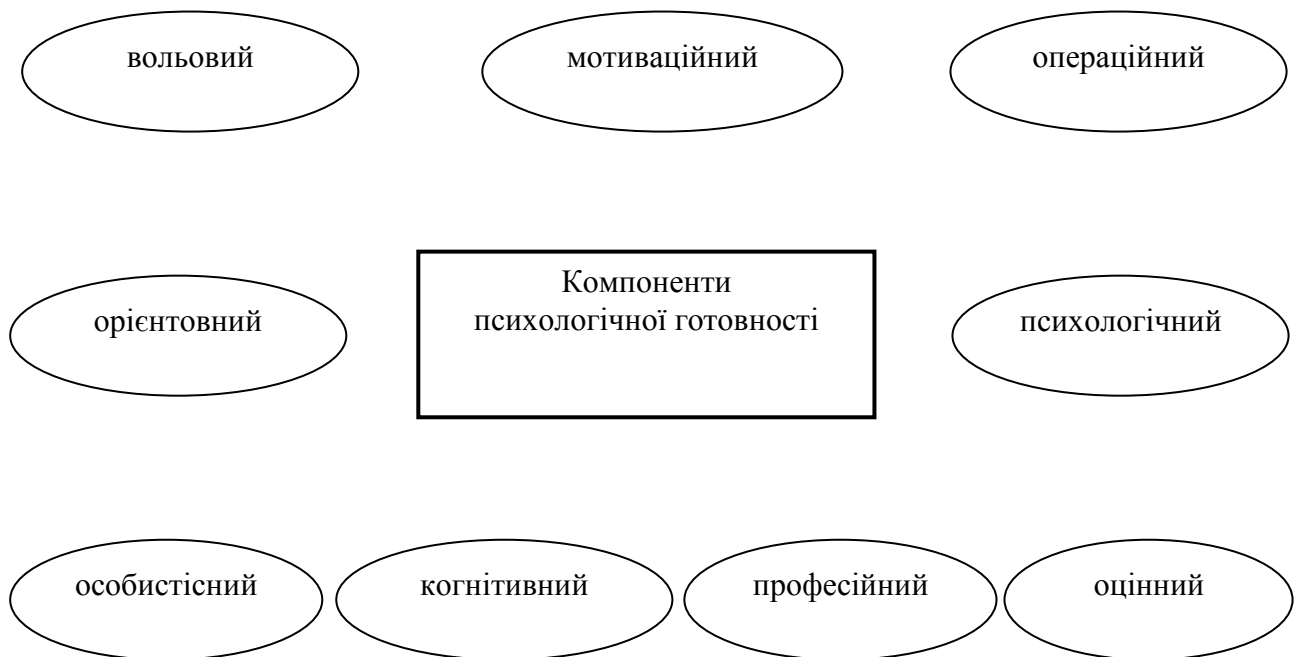 вольовий
мотиваційний
операційний
Компоненти
психологічної готовності
орієнтовний
психологічний
особистісний
когнітивний
професійний
оцінний